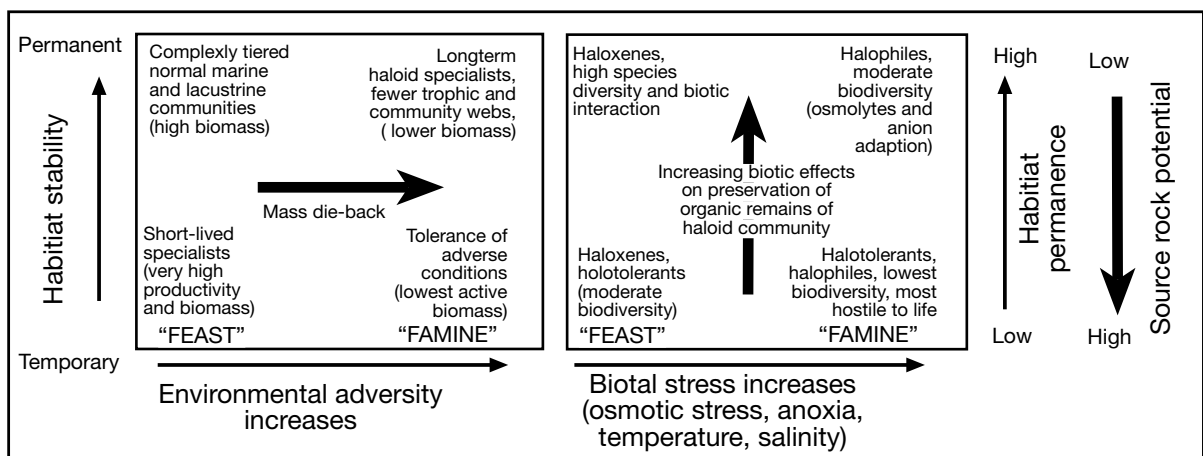 Permanent
Habitiat stability
Temporary
Complexly tiered
normal marine
and lacustrine
communities
(high biomass)
Longterm
haloid specialists,
fewer trophic and
community webs,
( lower biomass)
Mass die-back
Short-lived
specialists
(very high
productivity
and biomass)
"FEAST"
Tolerance of
adverse
conditions
(lowest active
biomass)
"FAMINE"
Environmental adversity
increases
Haloxenes,
high species
diversity and biotic
interaction
Halophiles,
moderate
biodiversity
(osmolytes and
anion
adaption)
Increasing biotic effects
on preservation of
organic remains of
haloid community
Haloxenes,
holotolerants
(moderate
biodiversity)
"FEAST"
Halotolerants,
halophiles, lowest
biodiversity, most
hostile to life
"FAMINE"
Biotal stress increases
(osmotic stress, anoxia,
temperature, salinity)
High
Habitiat
permanence
Low
Low
Source rock potential
High